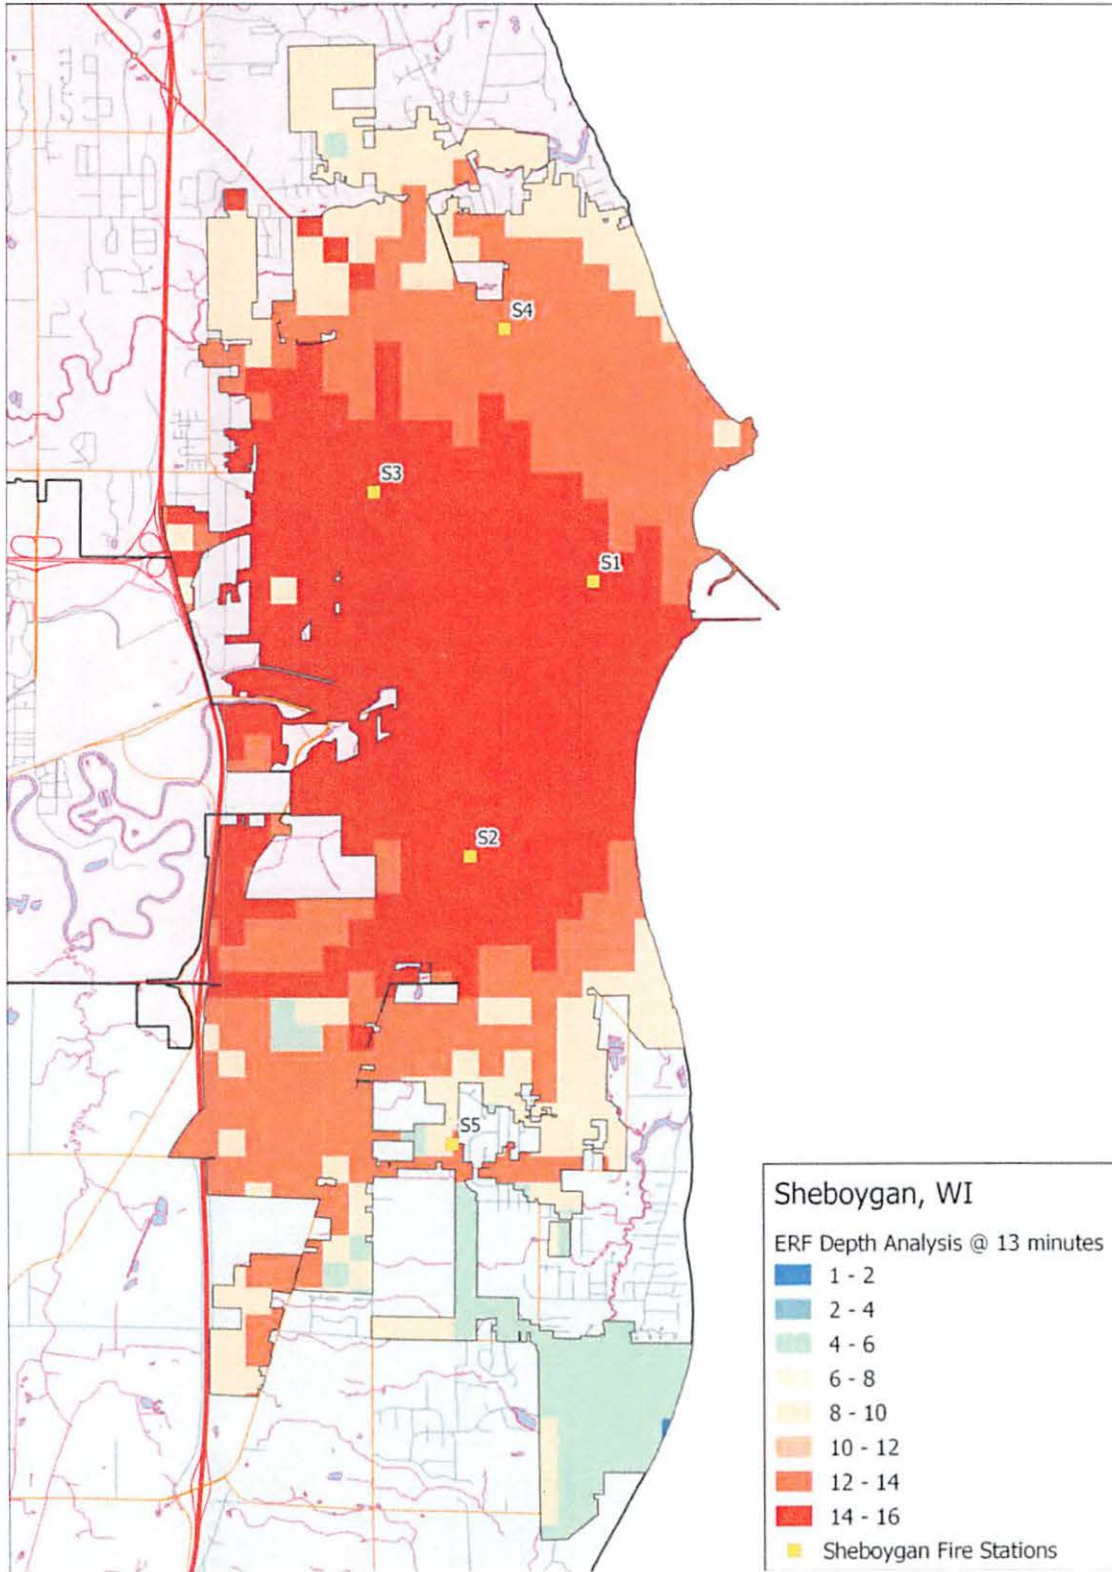 S4
S3
S1
S2
S5
Sheboygan, WI
ERF Depth Analysis @ 13 minutes
1 - 2
2 - 4
4 - 6
6 - 8
8 - 10
10 - 12
12 - 14
14 - 16
Sheboygan Fire Stations